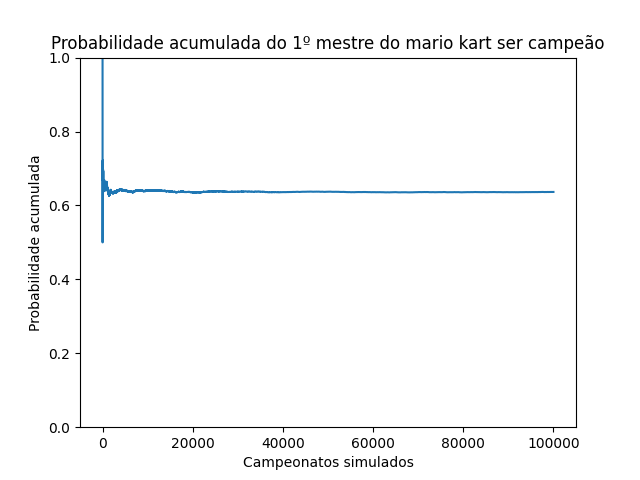 Probabilidade acumulada do 1º mestre do mario kart ser campeão
1.0
0.8
0.6
0.4
0.2
0.0
Probabilidade acumulada
0 20000 40000 60000 80000 100000
Campeonatos simulados